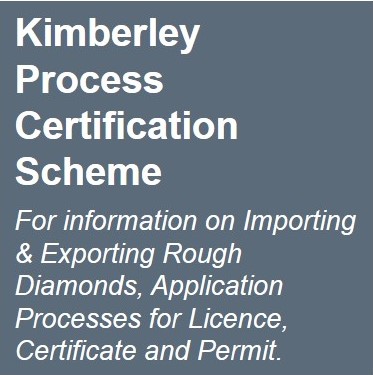 Kimberley
Process
Certification
Scheme
For information on Importing
& Exporting Rough
Diamonds, Application
Processes for Licence,
Certificate and Permit.